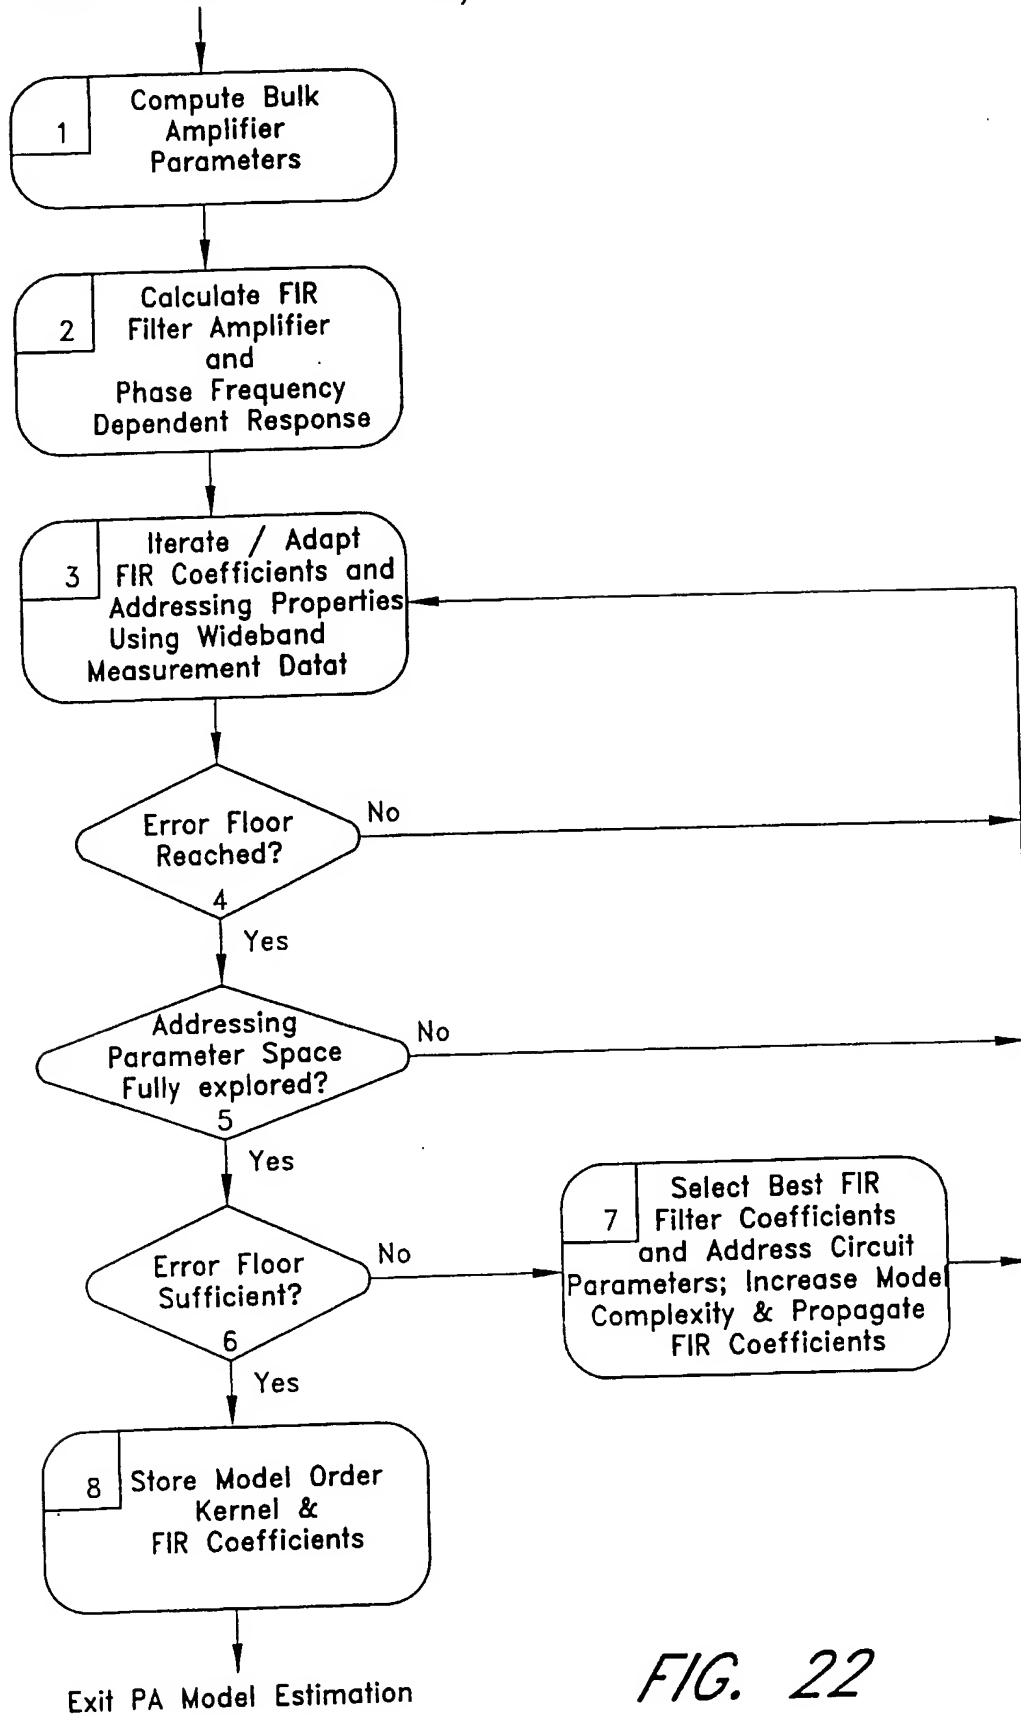 1
Compute Bulk
Amplifier
Parameters
2
Calculate FIR
Filter Amplifier
and
Phase Frequency
Dependent Response
3
Iterate / Adapt
FIR Coefficients and
Addressing Properties
Using Wideband
Measurement Datat
Error Floor
Reached?
4
No
Yes
Addressing
Parameter Space
Fully explored?
5
No
Yes
Error Floor
Sufficient?
6
No
Yes
7
Select Best FIR
Filter Coefficients
and Address Circuit
Parameters; Increase Model
Complexity & Propagate
FIR Coefficients
8
Store Model Order
Kernel &
FIR Coefficients
Exit PA Model Estimation
FIG. 22